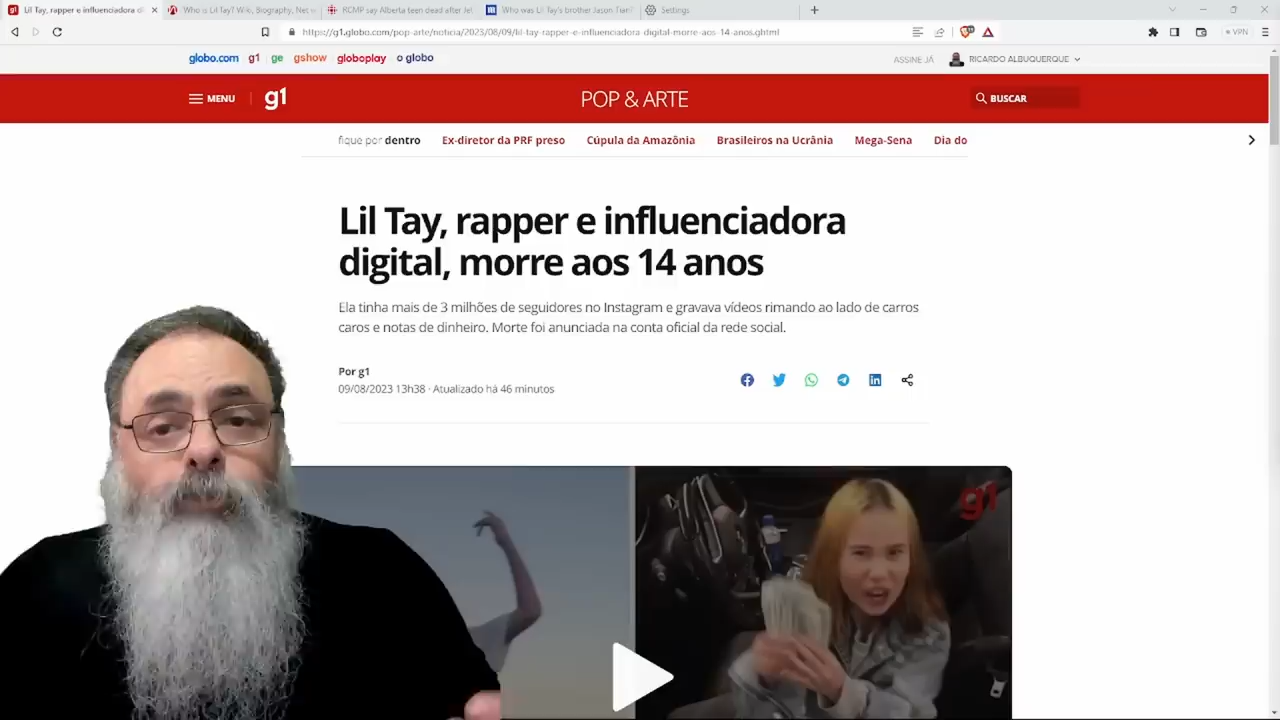 Lil Tay, rapper e influenciadora di
Who is Lil Tay? Wiki, Biography, Net w
RCMP say Alberta teen dead after Jet
Who was Lil Tay's brother Jason Tian?
Settings
https://g1.globo.com/pop-arte/noticia/2023/08/09/lil-tay-rapper-e-influenciadora-digital-morre-aos-14-anos.ghtml
VPN
globo.com g1 ge gshow globoplay o globo
ASSINE JÁ
RICARDO ALBUQUERQUE
MENU
g1
POP & ARTE
BUSCAR
fique por dentro
Ex-diretor da PRF preso
Cúpula da Amazônia
Brasileiros na Ucrânia
Mega-Sena
Dia do
Lil Tay, rapper e influenciadora
digital, morre aos 14 anos
Ela tinha mais de 3 milhões de seguidores no Instagram e gravava vídeos rimando ao lado de carros
caros e notas de dinheiro. Morte foi anunciada na conta oficial da rede social.
Por g1
09/08/2023 13h38 · Atualizado há 46 minutos
g1